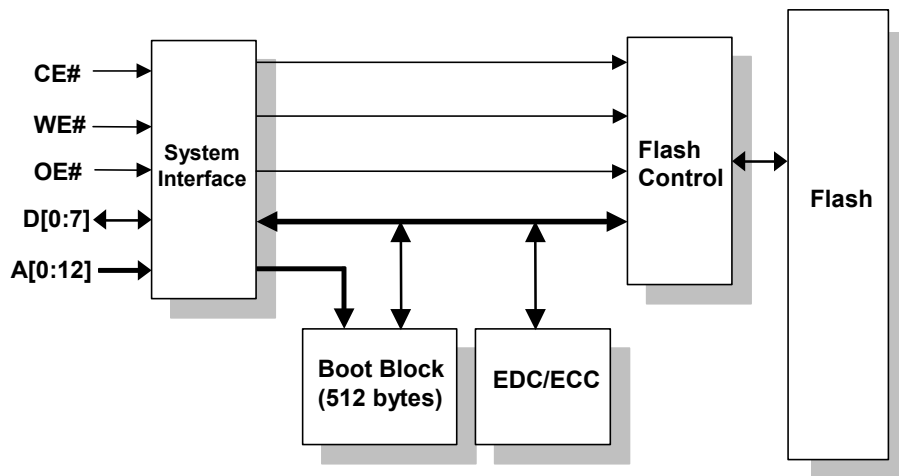 CE#
WE#
OE#
D[0:7]
A[0:12]
System
Interface
Flash
Control
Flash
Boot Block
(512 bytes)
EDC/ECC